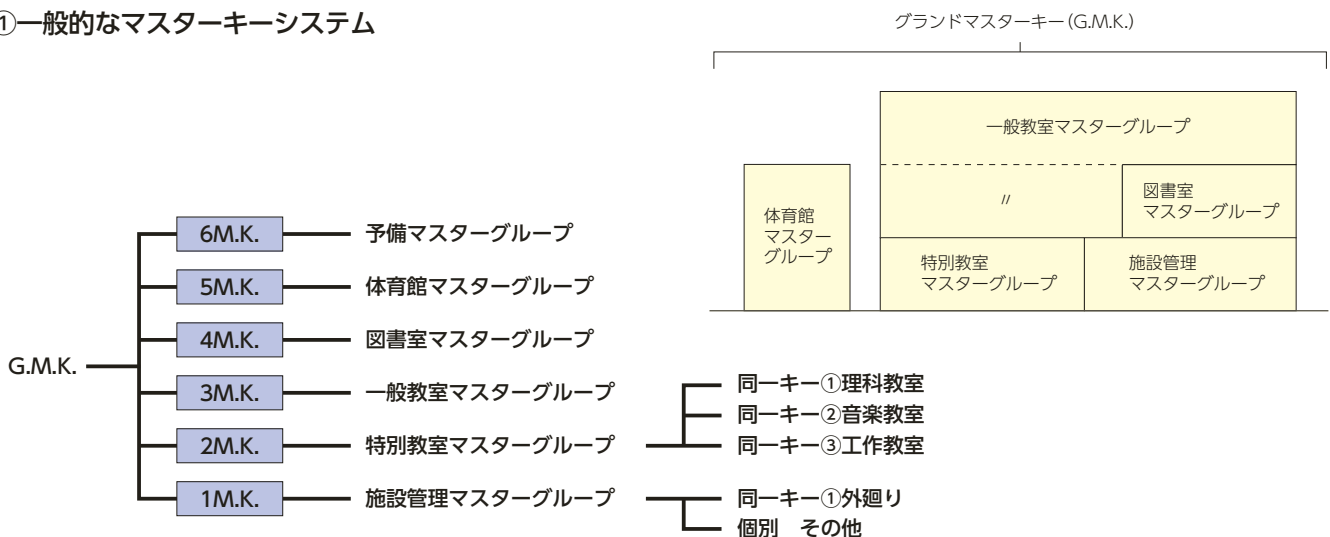 ①一般的なマスターキーシステム
グランドマスターキー(G.M.K.)
一般教室マスターグループ
〃
図書室
マスターグループ
体育館
マスター
グループ
特別教室
マスターグループ
施設管理
マスターグループ
G.M.K.
6M.K. 予備マスターグループ
5M.K. 体育館マスターグループ
4M.K. 図書室マスターグループ
3M.K. 一般教室マスターグループ
2M.K. 特別教室マスターグループ
同一キー①理科教室
同一キー②音楽教室
同一キー③工作教室
1M.K. 施設管理マスターグループ
同一キー①外廻り
個別 その他